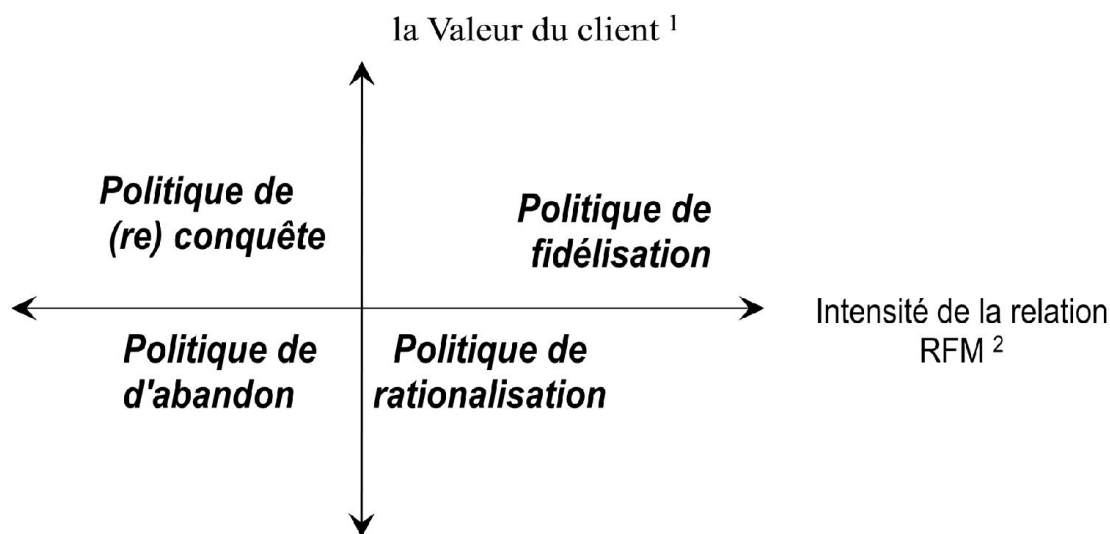 la Valeur du client ¹
Politique de
(re) conquête
Politique de
fidélisation
Intensité de la relation
RFM ²
Politique de
d'abandon
Politique de
rationalisation